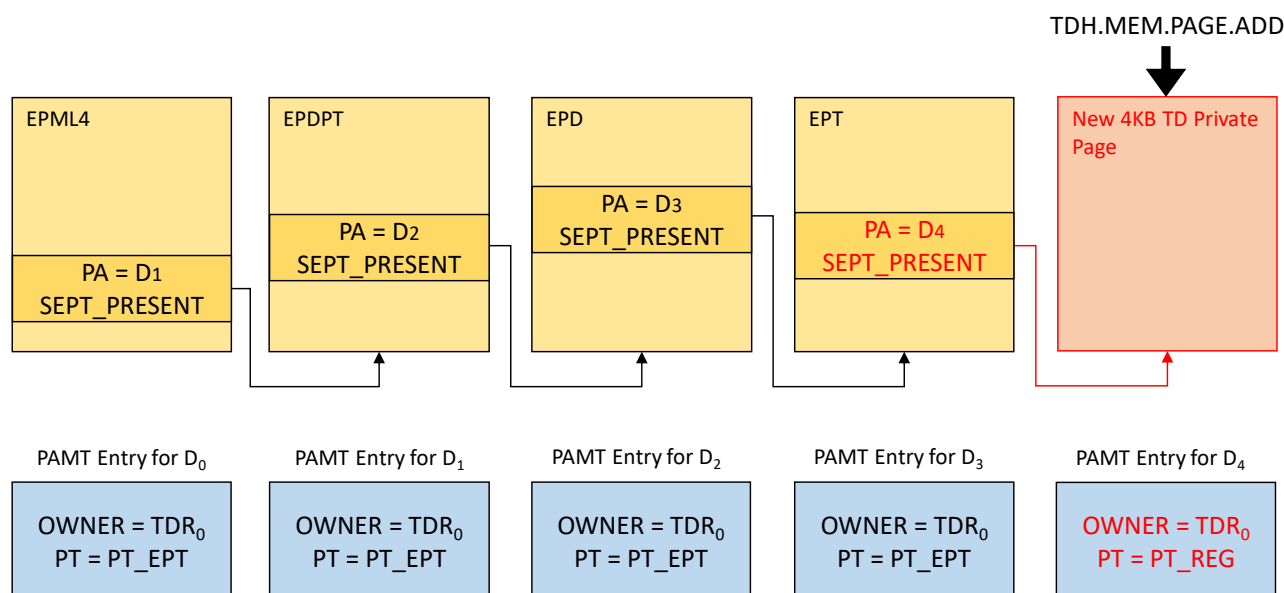 TDH.MEM.PAGE.ADD
EPML4
PA = D1
SEPT_PRESENT
EPDPT
PA = D2
SEPT_PRESENT
EPD
PA = D3
SEPT_PRESENT
EPT
PA = D4
SEPT_PRESENT
New 4KB TD Private
Page
PAMT Entry for D₀
OWNER = TDR₀
PT = PT_EPT
PAMT Entry for D₁
OWNER = TDR₀
PT = PT_EPT
PAMT Entry for D₂
OWNER = TDR₀
PT = PT_EPT
PAMT Entry for D₃
OWNER = TDR₀
PT = PT_EPT
PAMT Entry for D₄
OWNER = TDR₀
PT = PT_REG